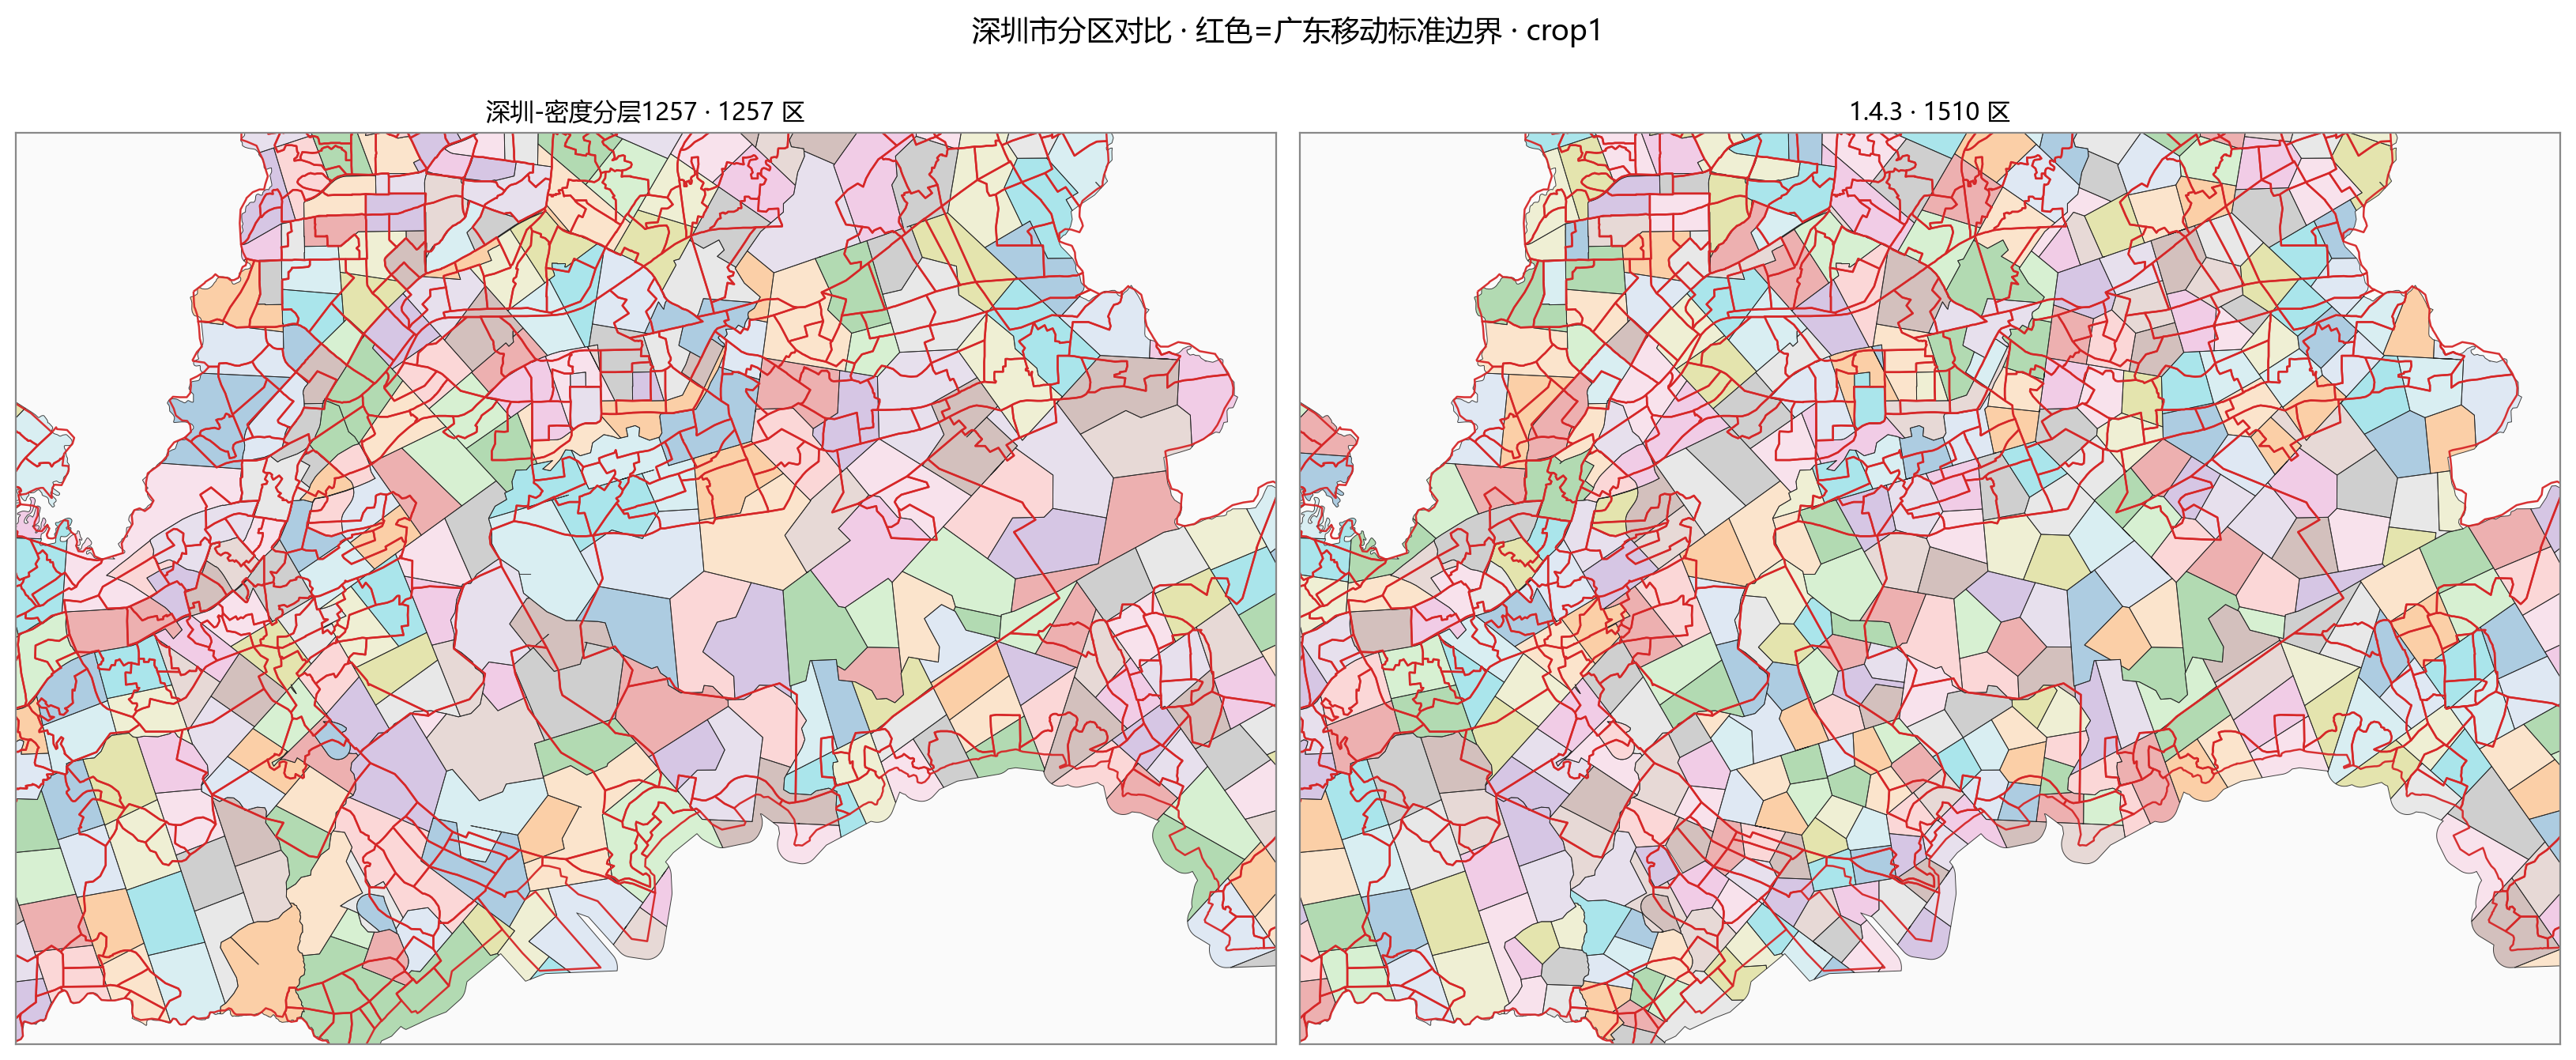 深圳市分区对比 · 红色=广东移动标准边界 · crop1
深圳-密度分层1257 · 1257 区
1.4.3 · 1510 区